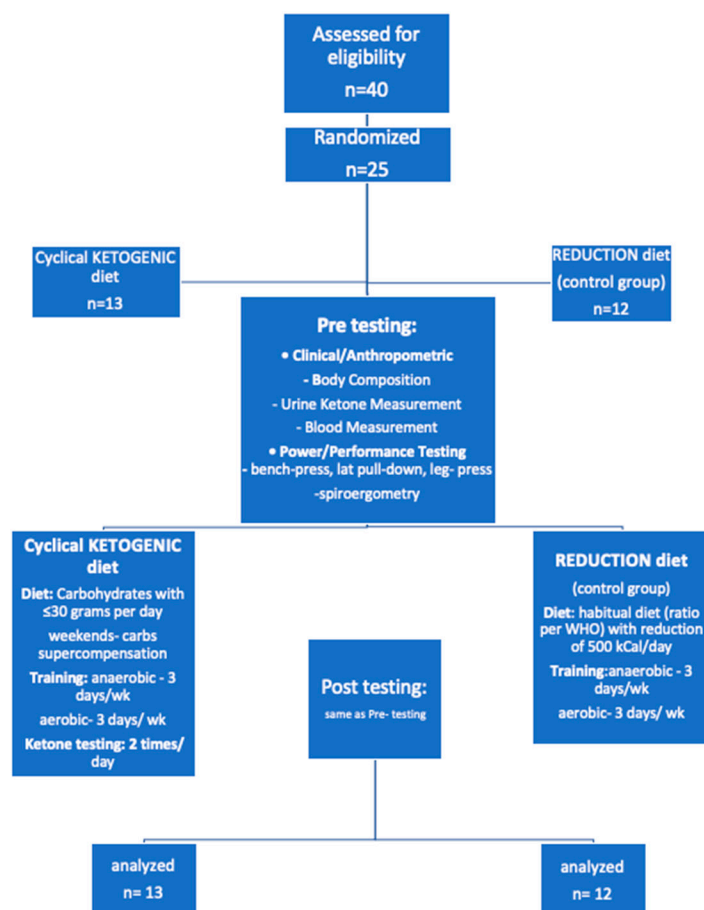 Assessed for
eligibility
n=40
Randomized
n=25
Cyclical KETOGENIC
diet
n=13
REDUCTION diet
(control group)
n=12
Pre testing:
• Clinical/Anthropometric
- Body Composition
- Urine Ketone Measurement
- Blood Measurement
• Power/Performance Testing
- bench-press, lat pull-down, leg- press
-spiroergometry
Cyclical KETOGENIC
diet
Diet: Carbohydrates with
≤30 grams per day
weekends- carbs
supercompensation
Training: anaerobic - 3
days/wk
aerobic- 3 days/ wk
Ketone testing: 2 times/
day
REDUCTION diet
(control group)
Diet: habitual diet (ratio
per WHO) with reduction
of 500 kCal/day
Training:anaerobic - 3
days/wk
aerobic- 3 days/ wk
Post testing:
same as Pre- testing
analyzed
n= 13
analyzed
n= 12